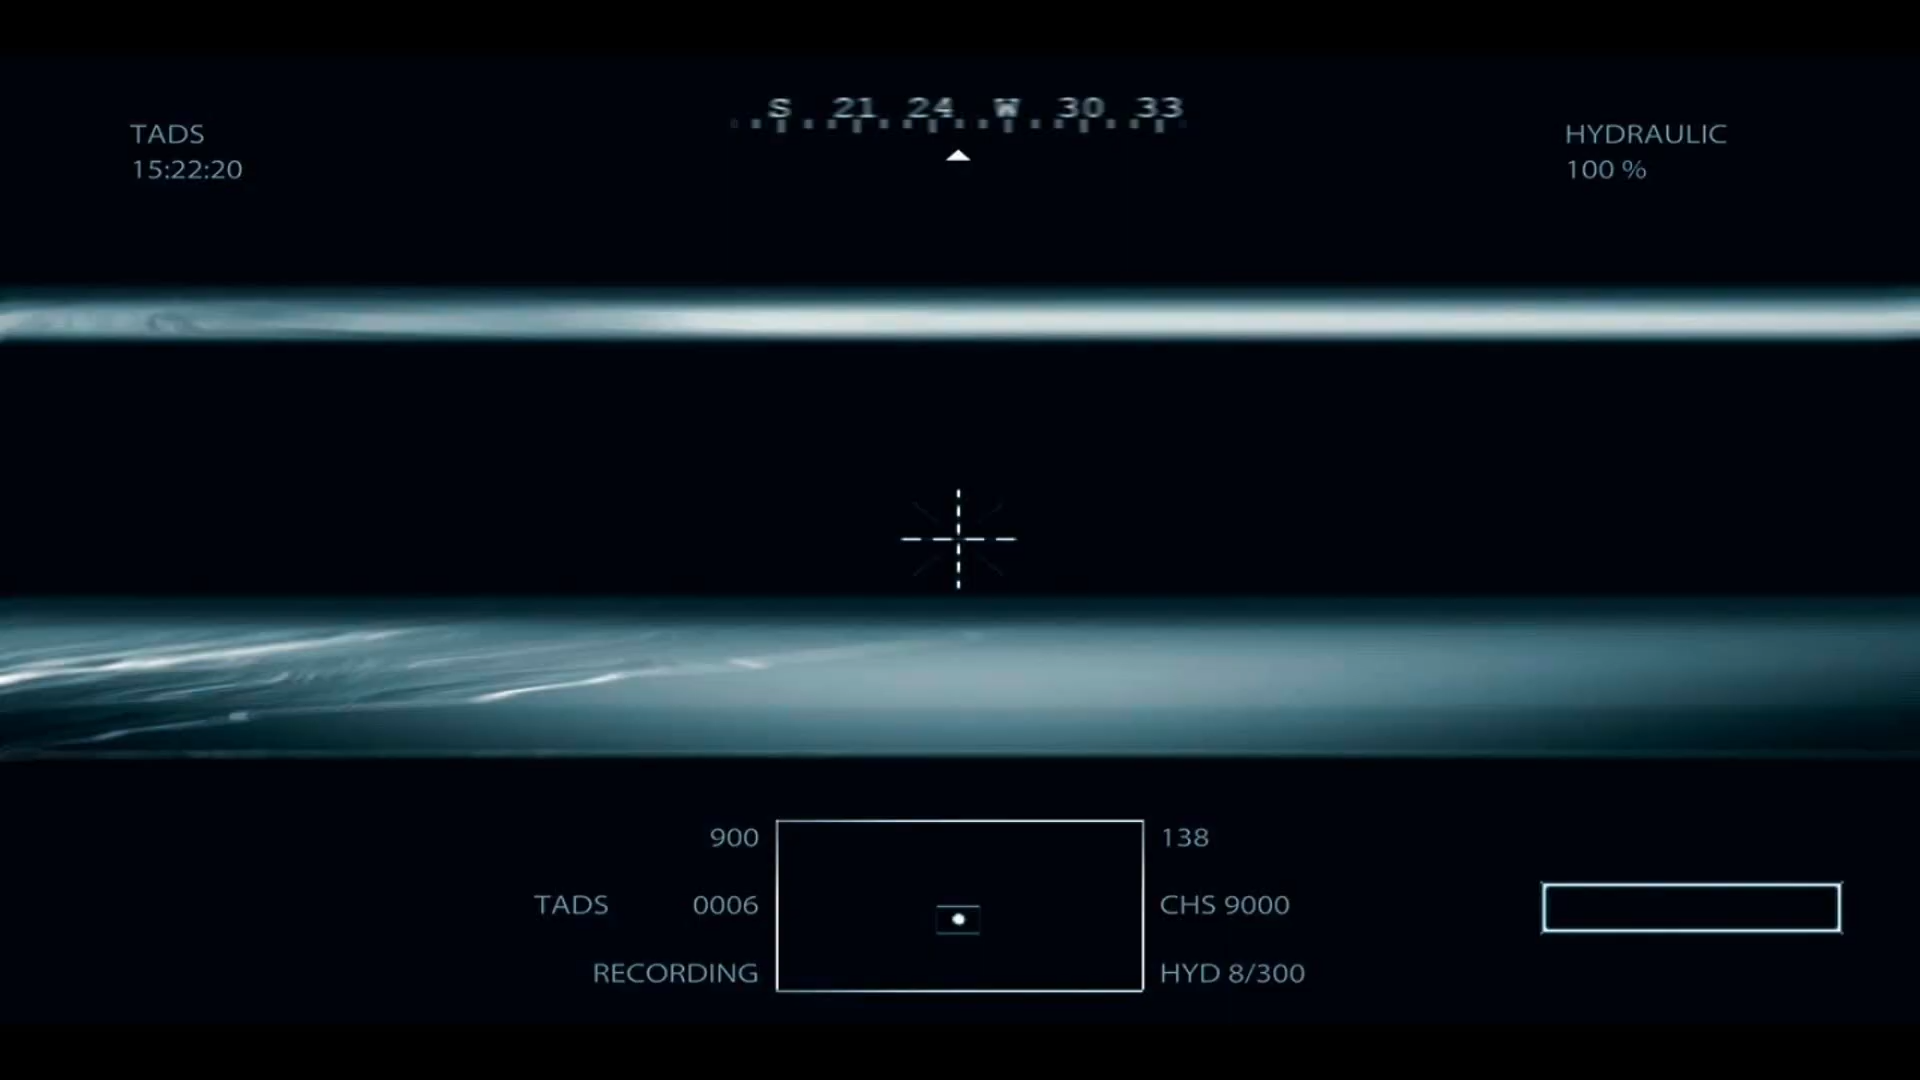 S 21 24 W 30 33
TADS
15:22:20
HYDRAULIC
100 %
900
138
TADS 0006
CHS 9000
RECORDING
HYD 8/300